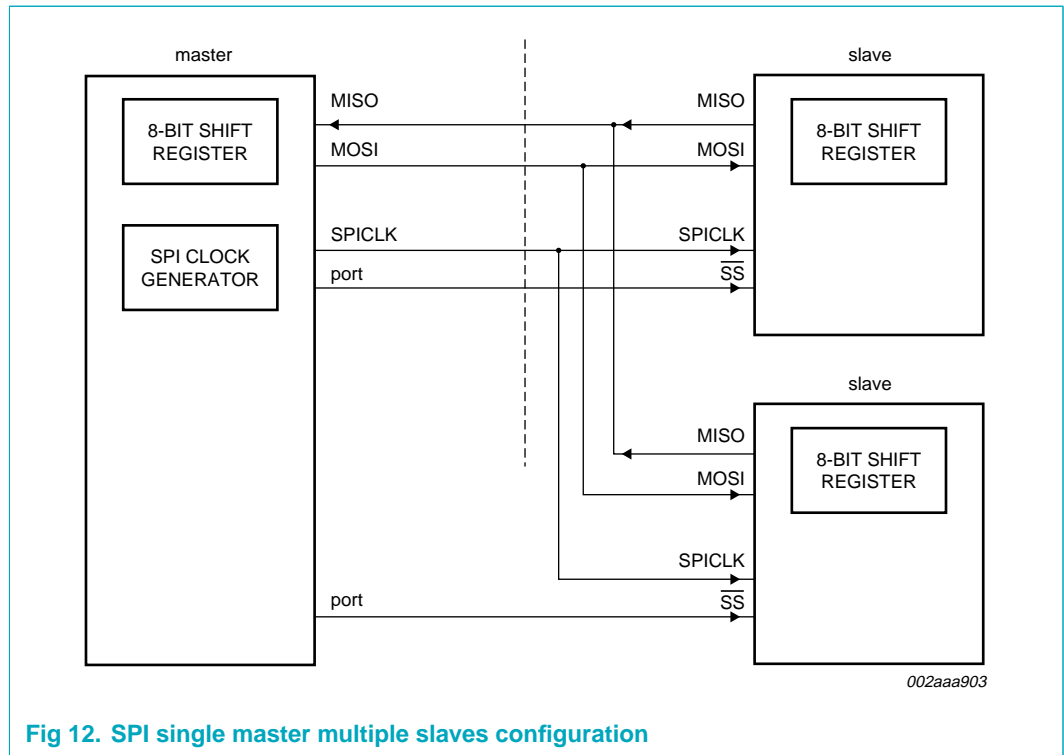 master
slave
MISO
MISO
8-BIT SHIFT
REGISTER
8-BIT SHIFT
REGISTER
MOSI
MOSI
SPICLK
SPICLK
SPI CLOCK
GENERATOR
port
SS
slave
MISO
8-BIT SHIFT
REGISTER
MOSI
SPICLK
port
SS
002aaa903
Fig 12. SPI single master multiple slaves configuration